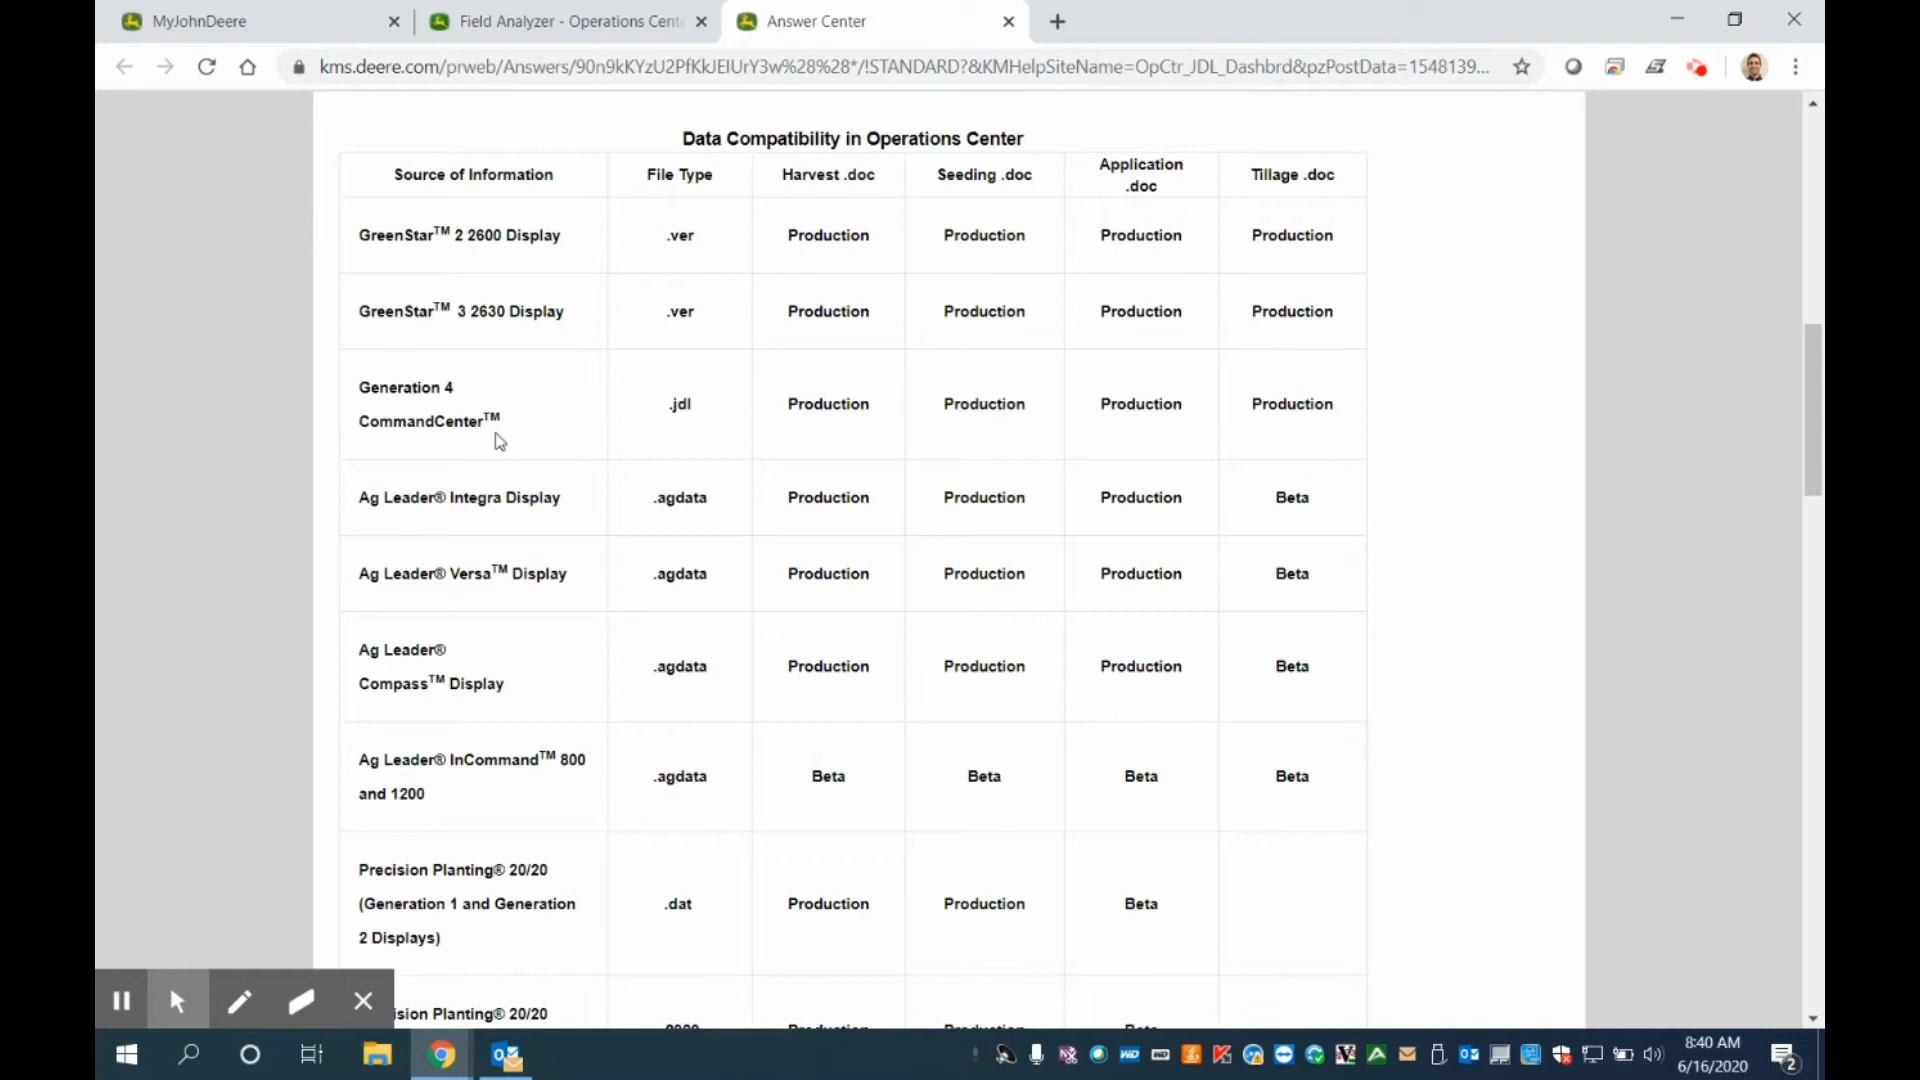 MyJohnDeere
Field Analyzer - Operations Cent
Answer Center
kms.deere.com/prweb/Answers/90n9kKYzU2PfKkJEIUrY3w%28%28*/!STANDARD?&KMHelpSiteName=OpCtr_JDL_Dashbrd&pzPostData=1548139...
Data Compatibility in Operations Center
Source of Information File Type Harvest .doc Seeding .doc Application .doc Tillage .doc
GreenStar™ 2 2600 Display .ver Production Production Production Production
GreenStar™ 3 2630 Display .ver Production Production Production Production
Generation 4
CommandCenter™ .jdl Production Production Production Production
Ag Leader® Integra Display .agdata Production Production Production Beta
Ag Leader® Versa™ Display .agdata Production Production Production Beta
Ag Leader®
Compass™ Display .agdata Production Production Production Beta
Ag Leader® InCommand™ 800
and 1200 .agdata Beta Beta Beta Beta
Precision Planting® 20/20
(Generation 1 and Generation
2 Displays) .dat Production Production Beta
ision Planting® 20/20 Production Production Beta
8:40 AM
6/16/2020
2